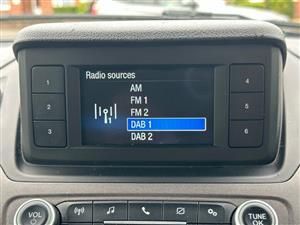 Radio sources
AM
FM 1
FM 2
DAB 1
DAB 2
1
2
3
4
5
6
VOL
TUNE
OK